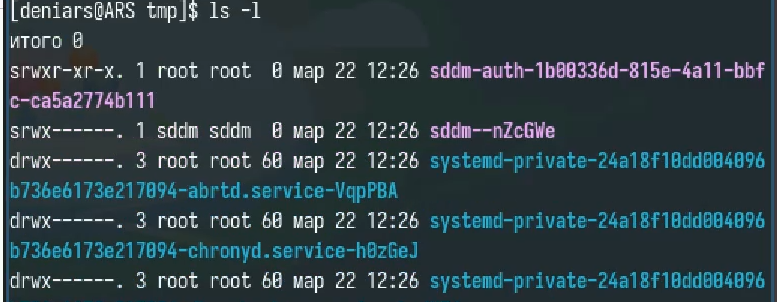 [deniars@ARS tmp]$ ls -l
итого 0
srwxr-xr-x. 1 root root  0 мар 22 12:26 sddm-auth-1b00336d-815e-4a11-bbf
c-ca5a2774b111
srwx------. 1 sddm sddm  0 мар 22 12:26 sddm--nZcGWe
drwx------. 3 root root 60 мар 22 12:26 systemd-private-24a18f10dd004096
b736e6173e217094-abrtd.service-VqpPBA
drwx------. 3 root root 60 мар 22 12:26 systemd-private-24a18f10dd004096
b736e6173e217094-chronyd.service-h0zGeJ
drwx------. 3 root root 60 мар 22 12:26 systemd-private-24a18f10dd004096